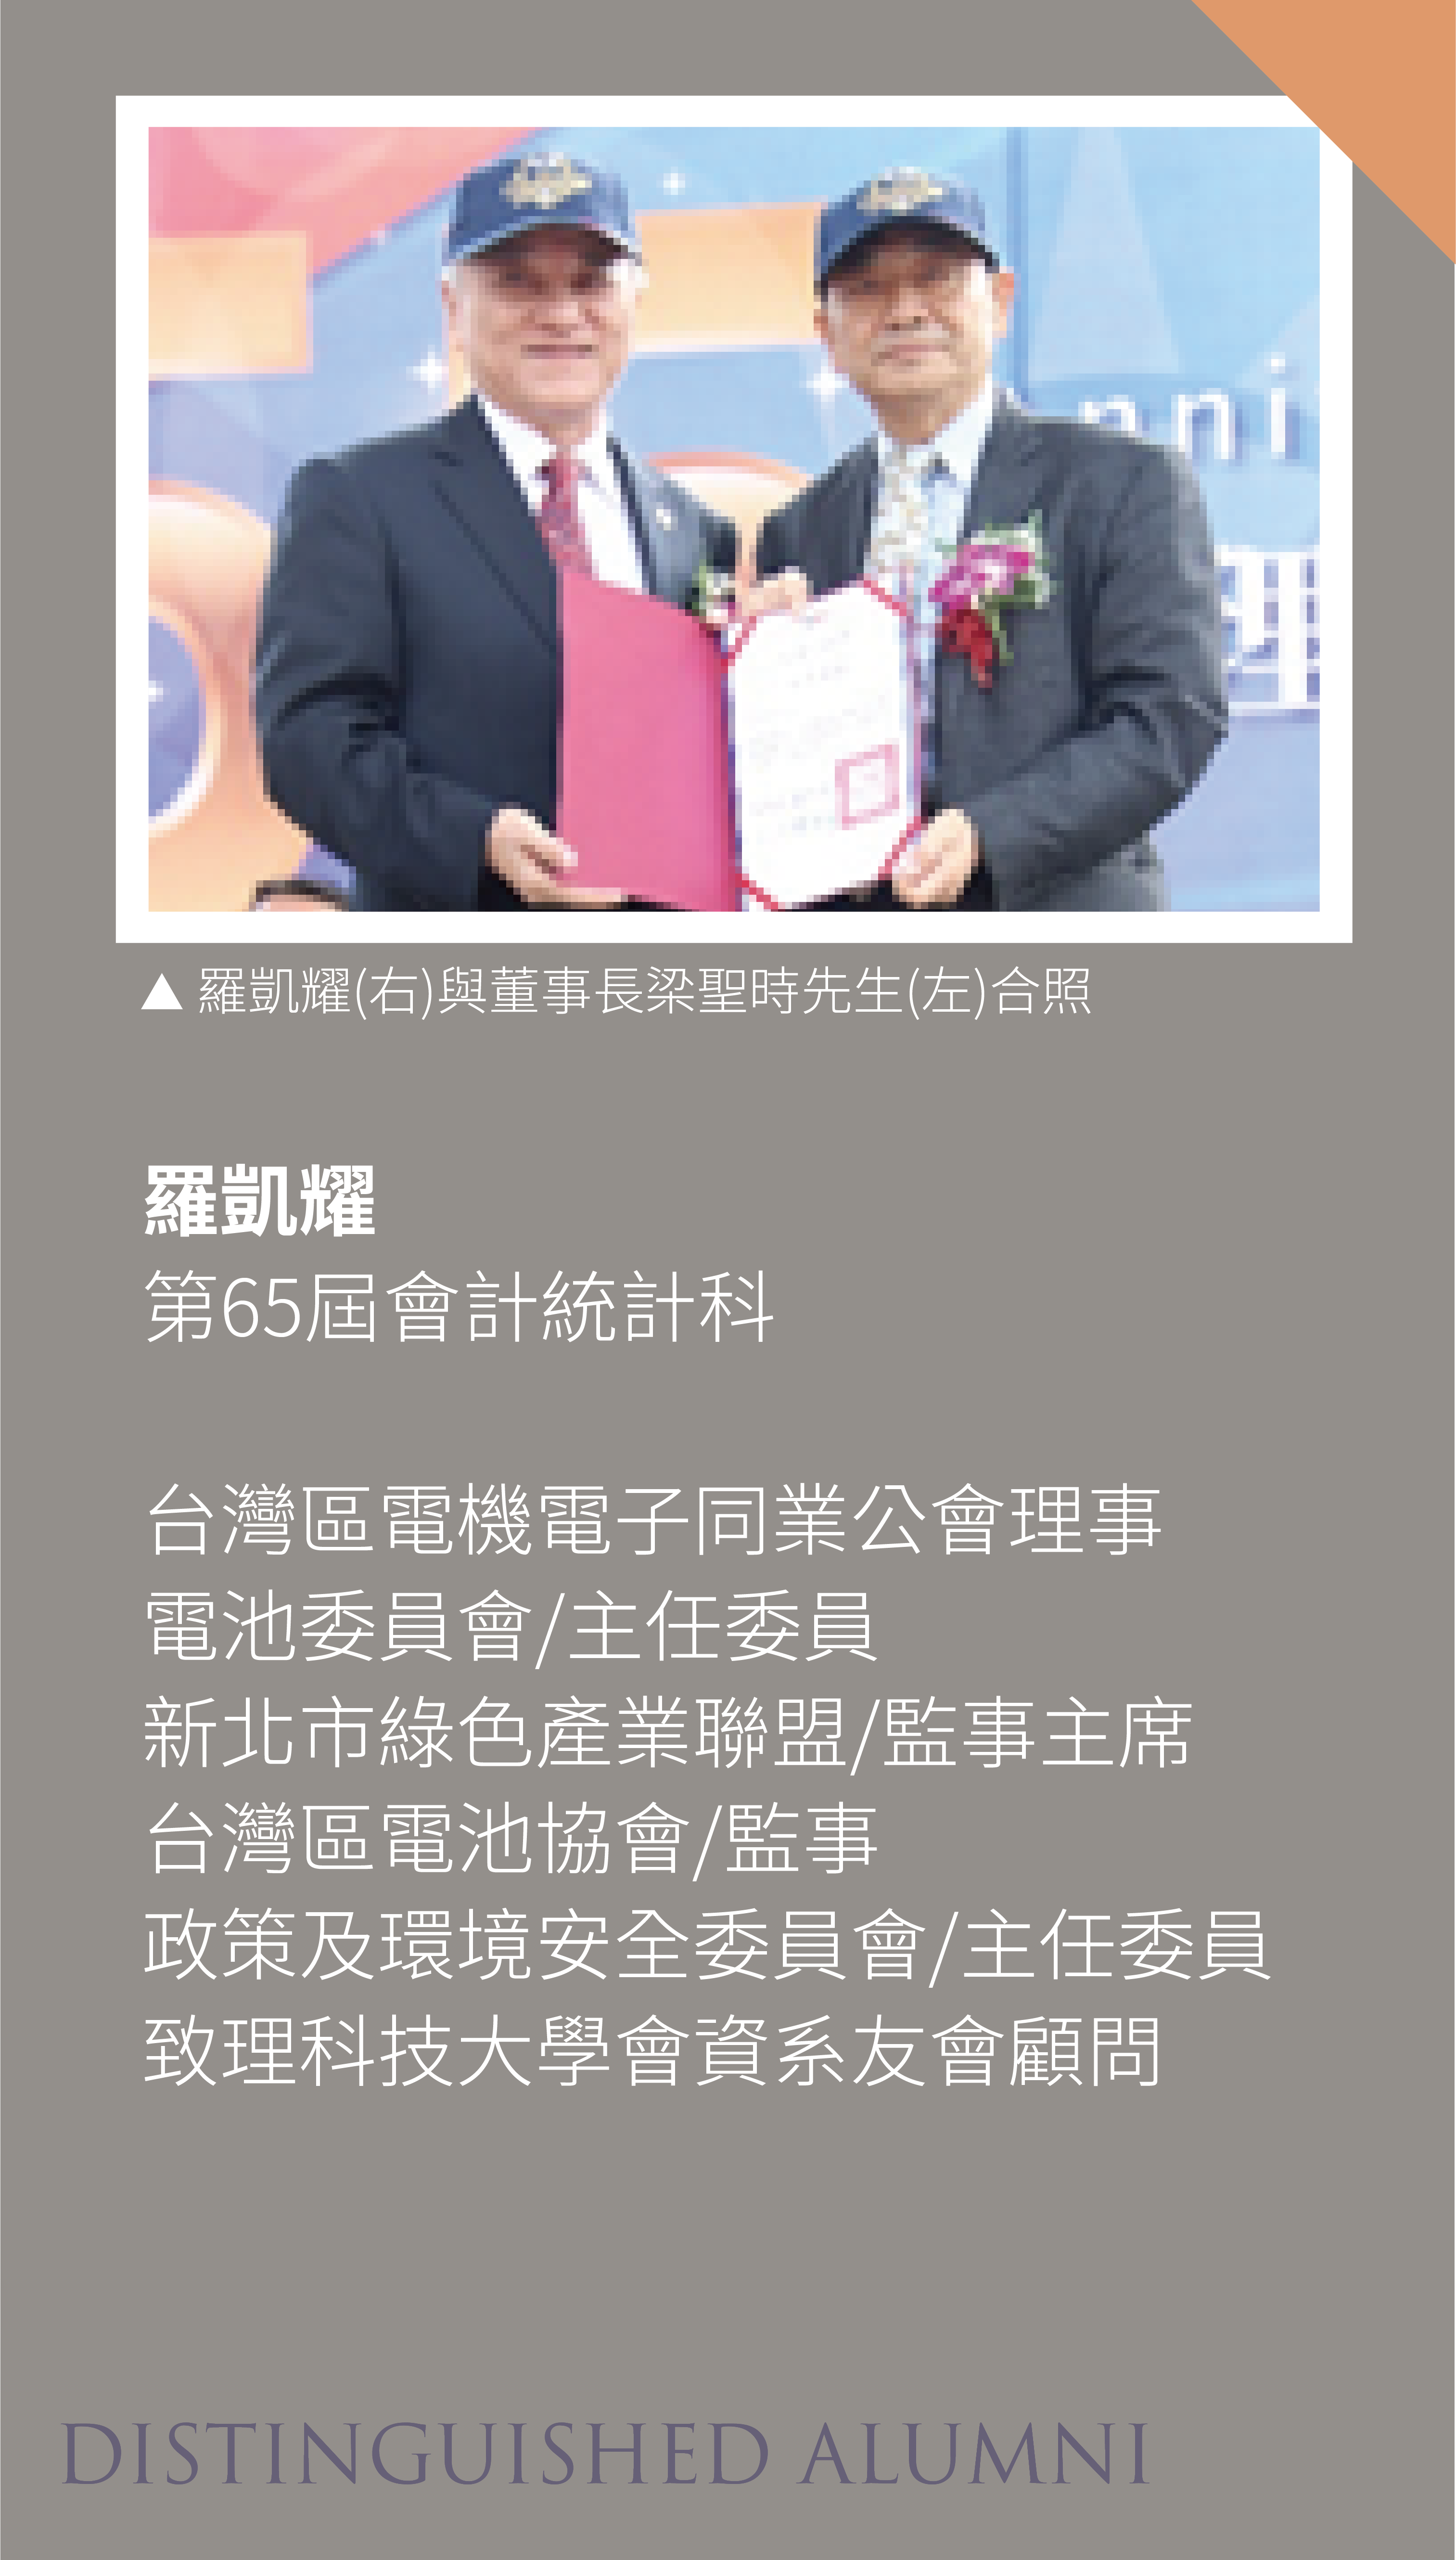 nni
理
▲ 羅凱耀(右)與董事長梁聖時先生(左)合照
羅凱耀
第65屆會計統計科
台灣區電機電子同業公會理事
電池委員會/主任委員
新北市綠色產業聯盟/監事主席
台灣區電池協會/監事
政策及環境安全委員會/主任委員
致理科技大學會資系友會顧問
DISTINGUISHED ALUMNI